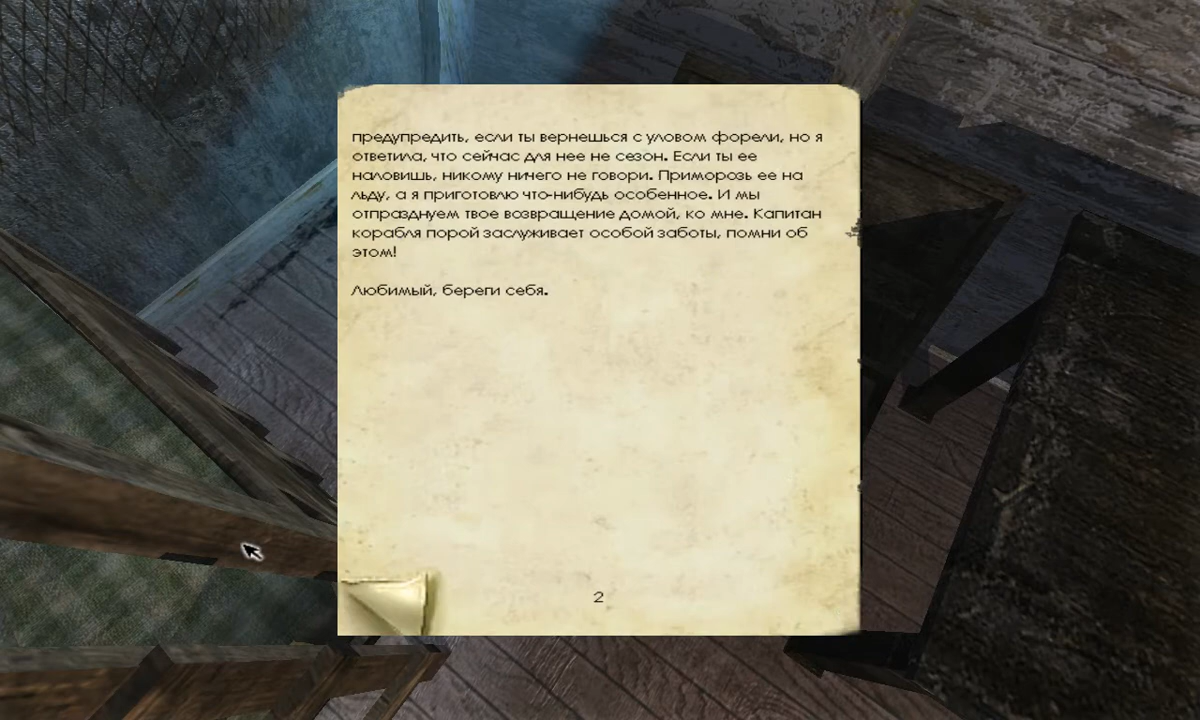 предупредить, если ты вернешься с уловом форели, но я
ответила, что сейчас для нее не сезон. Если ты ее
наловишь, никому ничего не говори. Приморозь ее на
льду, а я приготовлю что-нибудь особенное. И мы
отпразднуем твое возвращение домой, ко мне. Капитан
корабля порой заслуживает особой заботы, помни об
этом!
Любимый, береги себя.
2